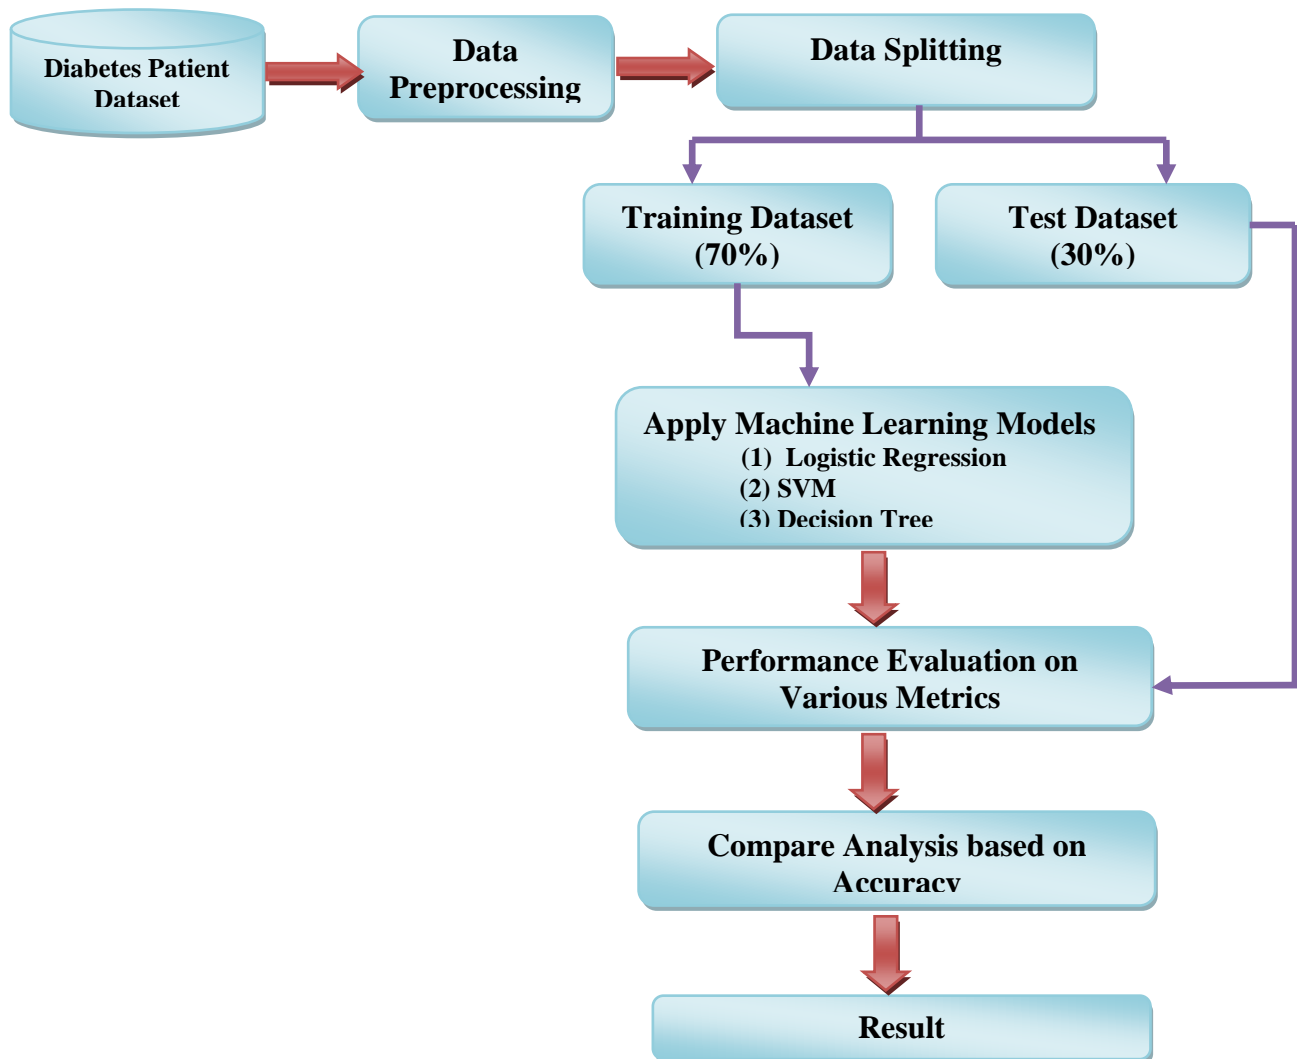 Diabetes Patient
Dataset
Data
Preprocessing
Data Splitting
Training Dataset
(70%)
Test Dataset
(30%)
Apply Machine Learning Models
(1) Logistic Regression
(2) SVM
(3) Decision Tree
Performance Evaluation on
Various Metrics
Compare Analysis based on
Accuracy
Result